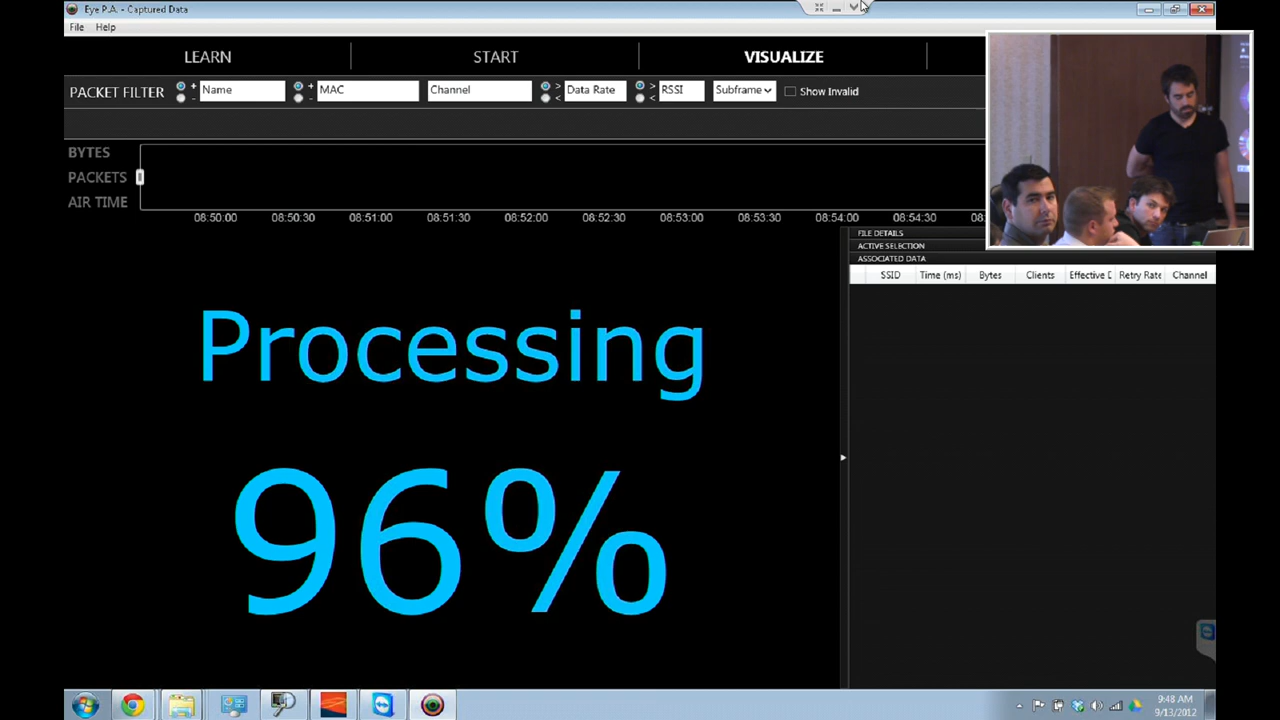 Eye P.A. - Captured Data
File Help
LEARN START VISUALIZE
PACKET FILTER + - Name + - MAC Channel > < Data Rate > < RSSI Subframe Show Invalid
BYTES
PACKETS
AIR TIME
08:50:00 08:50:30 08:51:00 08:51:30 08:52:00 08:52:30 08:53:00 08:53:30 08:54:00 08:54:30
FILE DETAILS
ACTIVE SELECTION
ASSOCIATED DATA
SSID Time (ms) Bytes Clients Effective D Retry Rate Channel
Processing
96%
9:48 AM
9/13/2012